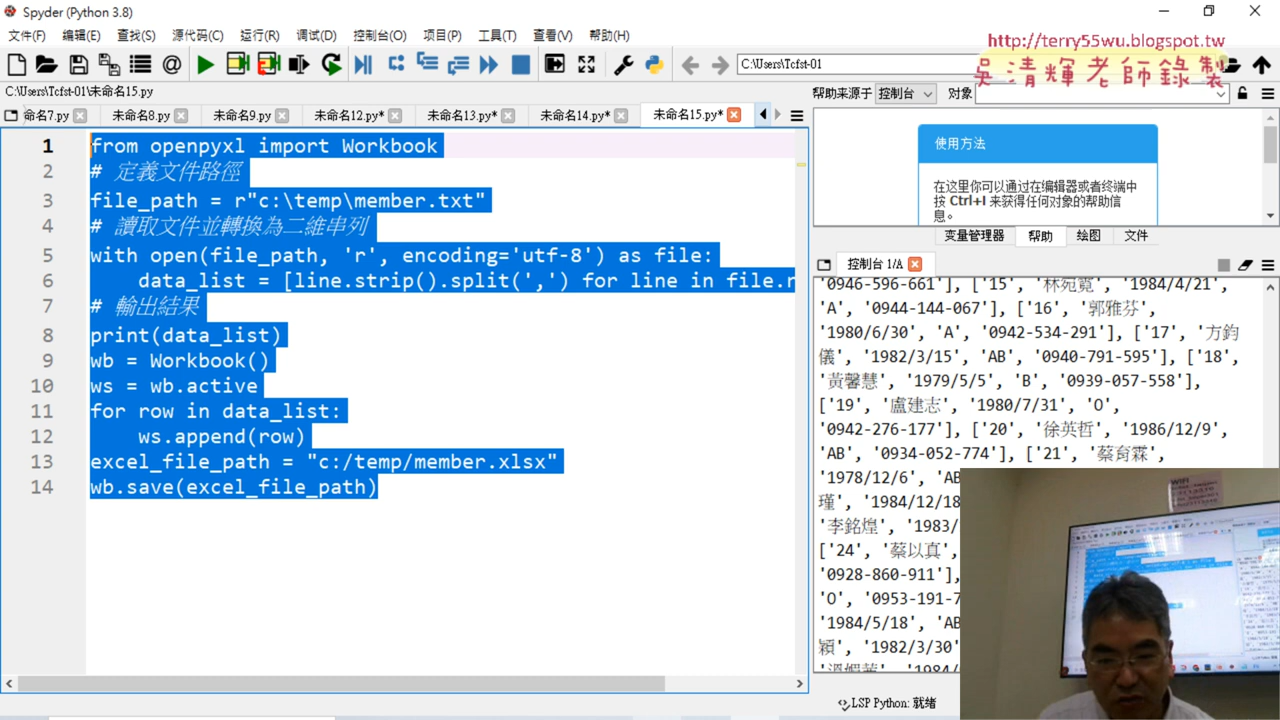 Spyder (Python 3.8)
http://terry55wu.blogspot.tw
吳清輝老師錄製
文件(F) 编辑(E) 查找(S) 源代码(C) 运行(R) 调试(D) 控制台(O) 项目(P) 工具(T) 查看(V) 帮助(H)
C:\Users\Tcfst-01
C:\Users\Tcfst-01\未命名15.py
帮助来源于 控制台 对象
命名7.py 未命名8.py 未命名9.py 未命名12.py* 未命名13.py* 未命名14.py* 未命名15.py*
1 from openpyxl import Workbook
2 # 定義文件路徑
3 file_path = r"c:\temp\member.txt"
4 # 讀取文件並轉換為二維串列
5 with open(file_path, 'r', encoding='utf-8') as file:
6 data_list = [line.strip().split(',') for line in file.r
7 # 輸出結果
8 print(data_list)
9 wb = Workbook()
10 ws = wb.active
11 for row in data_list:
12 ws.append(row)
13 excel_file_path = "c:/temp/member.xlsx"
14 wb.save(excel_file_path)
使用方法
在这里你可以通过在编辑器或者终端中
按 Ctrl+I 来获得任何对象的帮助信
息。
变量管理器 帮助 绘图 文件
控制台 1/A
'0946-596-661'], ['15', '林宛霓', '1984/4/21',
'A', '0944-144-067'], ['16', '郭雅芬',
'1980/6/30', 'A', '0942-534-291'], ['17', '方鈞
儀', '1982/3/15', 'AB', '0940-791-595'], ['18',
'黃馨慧', '1979/5/5', 'B', '0939-057-558'],
['19', '盧建志', '1980/7/31', 'O',
'0942-276-177'], ['20', '徐英哲', '1986/12/9',
'AB', '0934-052-774'], ['21', '蔡育霖',
'1978/12/6', 'AB
瑾', '1984/12/18
'李銘煌', '1983/
['24', '蔡以真',
'0928-860-911'],
'O', '0953-191-7
'1984/5/18', 'AB
穎', '1982/3/30'
LSP Python: 就绪
WIFI